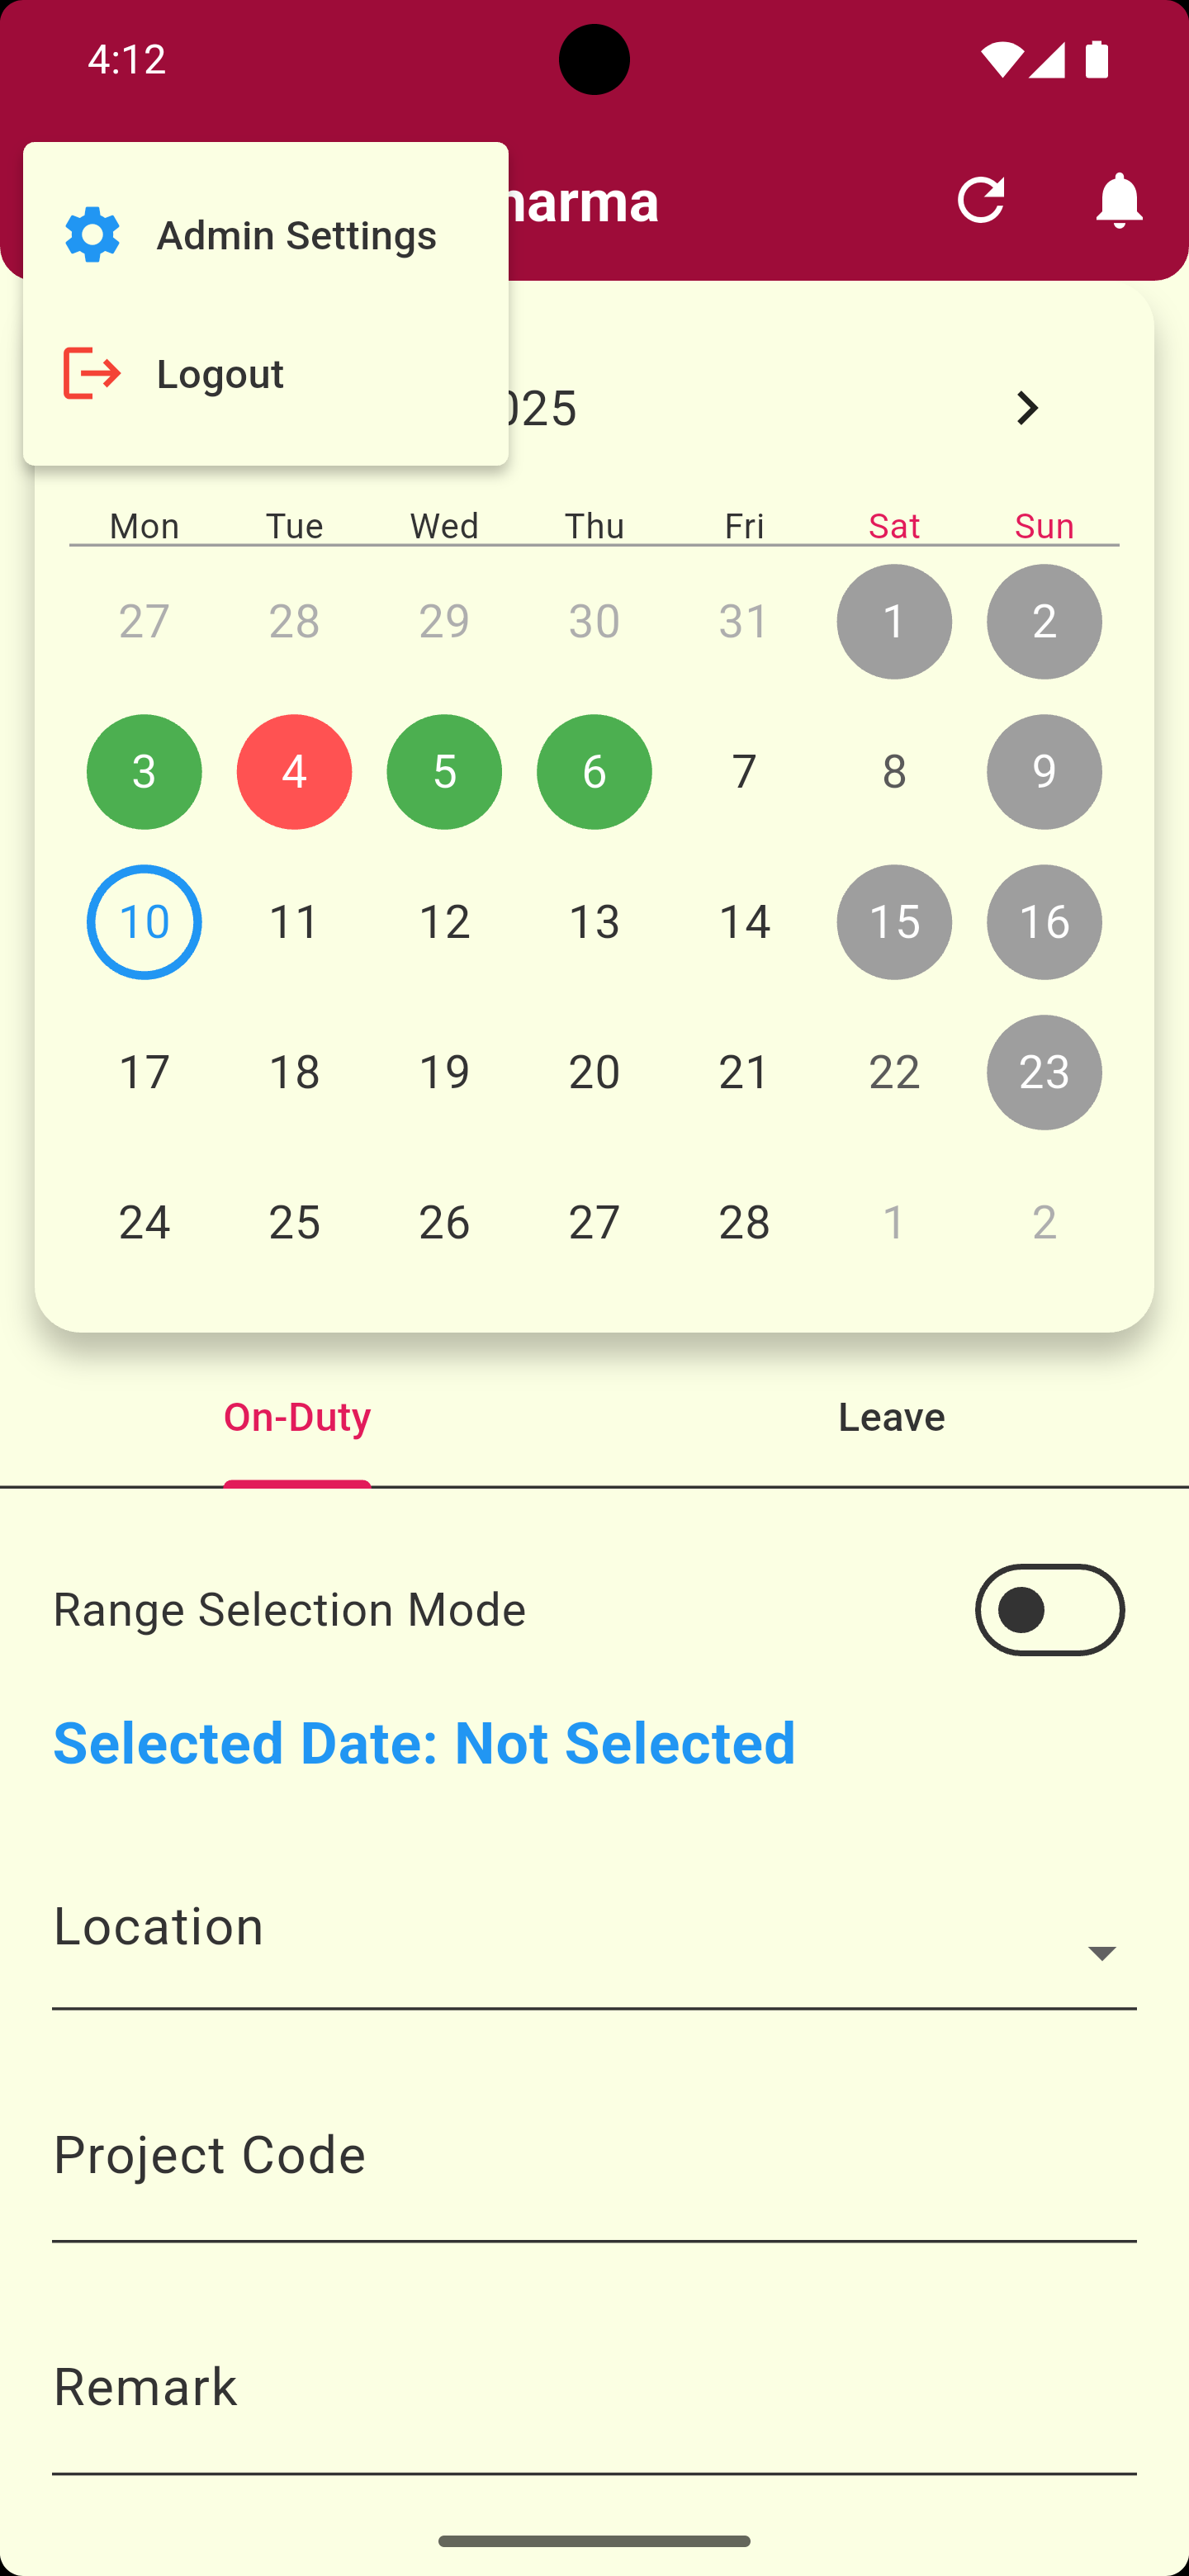 4:12
Admin Settings
Logout
Mon Tue Wed Thu Fri Sat Sun
27 28 29 30 31 1 2
3 4 5 6 7 8 9
10 11 12 13 14 15 16
17 18 19 20 21 22 23
24 25 26 27 28 1 2
On-Duty Leave
Range Selection Mode
Selected Date: Not Selected
Location
Project Code
Remark